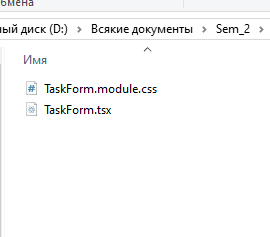 обмена
ный диск (D:) > Всякие документы > Sem_2
Имя
TaskForm.module.css
TaskForm.tsx